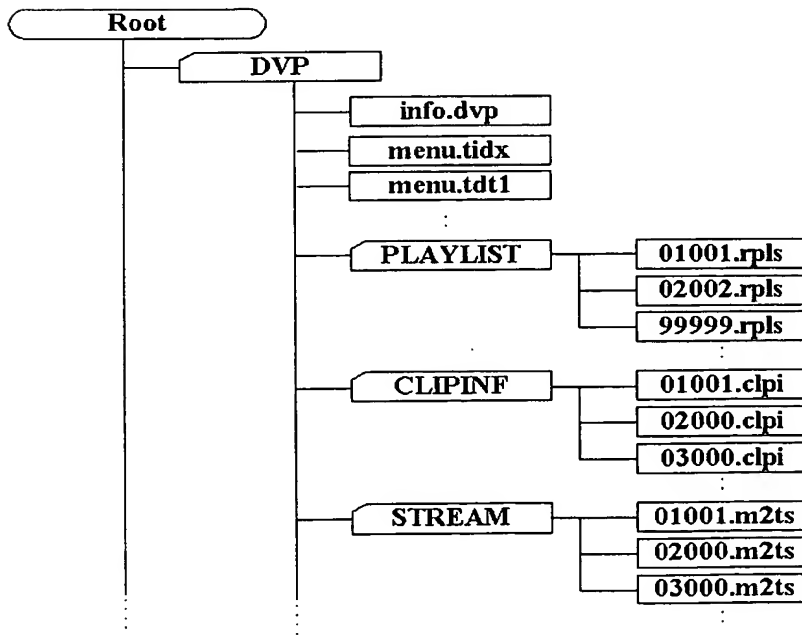 Root
DVP
info.dvp
menu.tidx
menu.tdt1
PLAYLIST
01001.rpls
02002.rpls
99999.rpls
CLIPINF
01001.clpi
02000.clpi
03000.clpi
STREAM
01001.m2ts
02000.m2ts
03000.m2ts